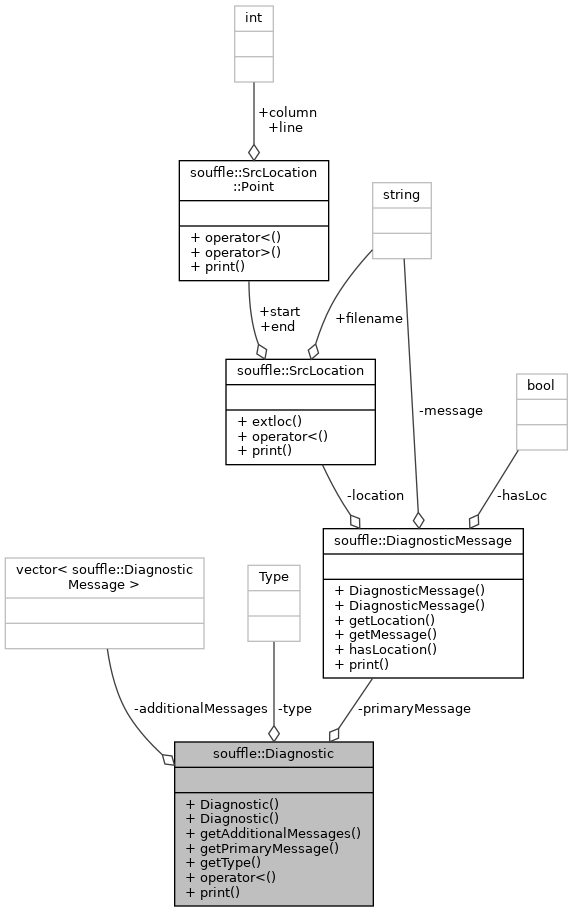 int
+column
+line
souffle::SrcLocation
::Point
+ operator<()
+ operator>()
+ print()
string
+start
+end
+filename
souffle::SrcLocation
+ extloc()
+ operator<()
+ print()
bool
-message
-location
-hasLoc
souffle::DiagnosticMessage
+ DiagnosticMessage()
+ DiagnosticMessage()
+ getLocation()
+ getMessage()
+ hasLocation()
+ print()
vector< souffle::Diagnostic
Message >
Type
-additionalMessages
-type
-primaryMessage
souffle::Diagnostic
+ Diagnostic()
+ Diagnostic()
+ getAdditionalMessages()
+ getPrimaryMessage()
+ getType()
+ operator<()
+ print()